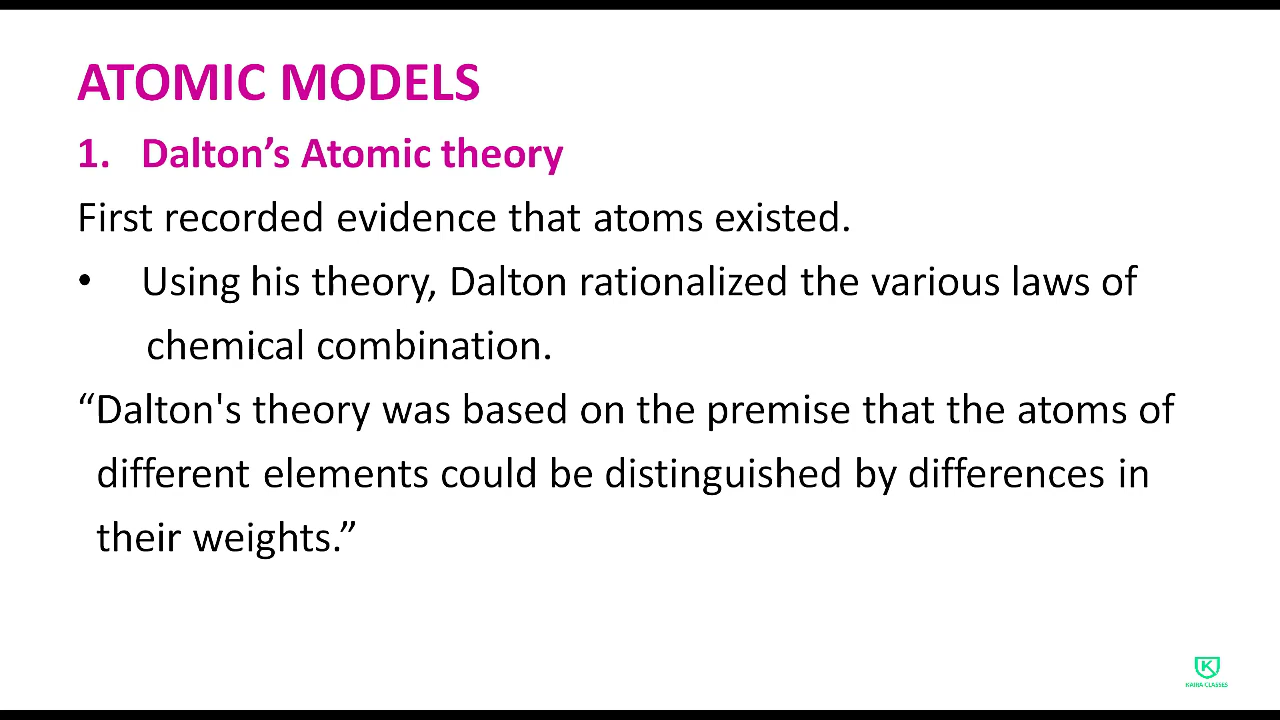 ATOMIC MODELS
1. Dalton’s Atomic theory
First recorded evidence that atoms existed.
• Using his theory, Dalton rationalized the various laws of
chemical combination.
“Dalton's theory was based on the premise that the atoms of
different elements could be distinguished by differences in
their weights.”
K
KAIRA CLASSES